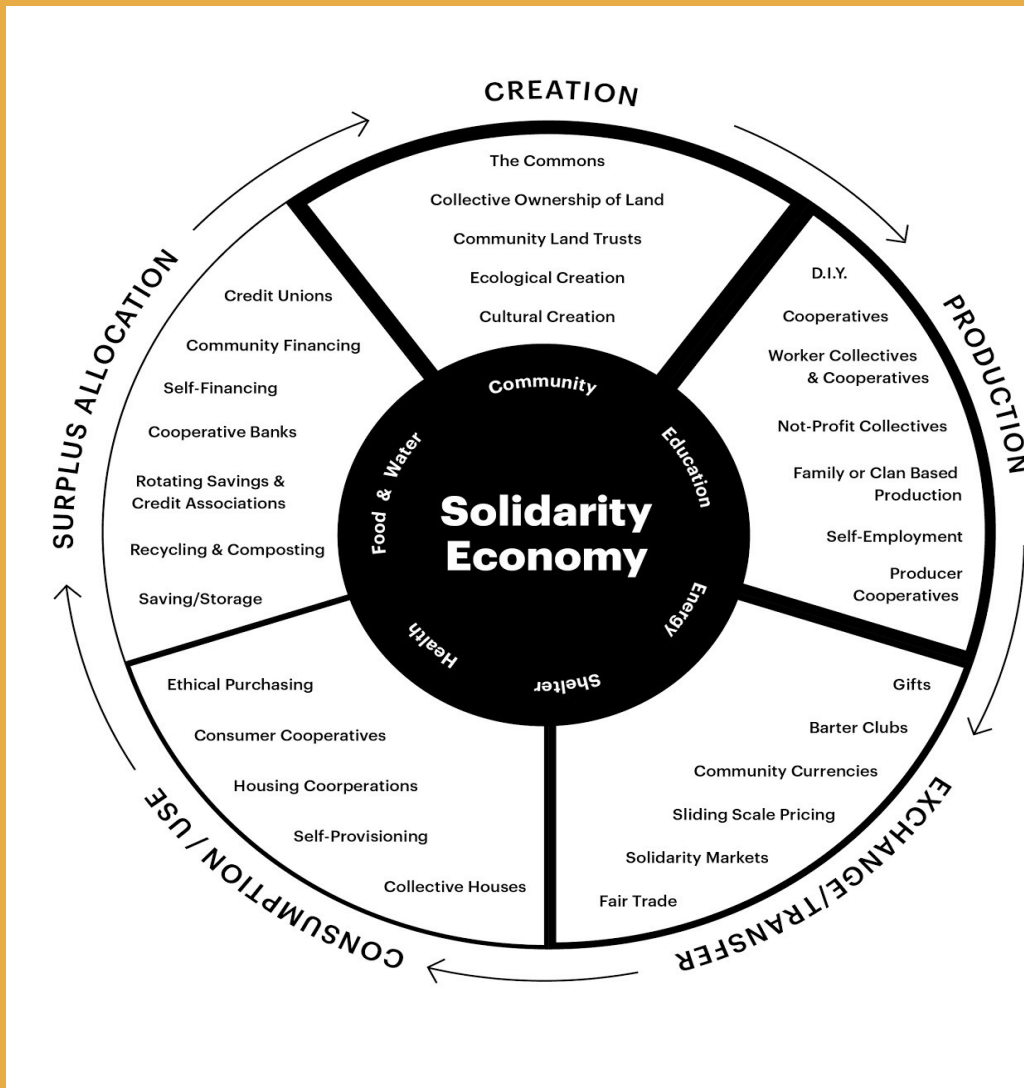 CREATION
The Commons
Collective Ownership of Land
Community Land Trusts
Ecological Creation
Cultural Creation
PRODUCTION
D.I.Y.
Cooperatives
Worker Collectives
& Cooperatives
Not-Profit Collectives
Family or Clan Based
Production
Self-Employment
Producer
Cooperatives
EXCHANGE/TRANSFER
Gifts
Barter Clubs
Community Currencies
Sliding Scale Pricing
Solidarity Markets
Fair Trade
CONSUMPTION / USE
Ethical Purchasing
Consumer Cooperatives
Housing Coorperations
Self-Provisioning
Collective Houses
SURPLUS ALLOCATION
Credit Unions
Community Financing
Self-Financing
Cooperative Banks
Rotating Savings &
Credit Associations
Recycling & Composting
Saving/Storage
Solidarity
Economy
Community
Education
Energy
Shelter
Health
Food & Water